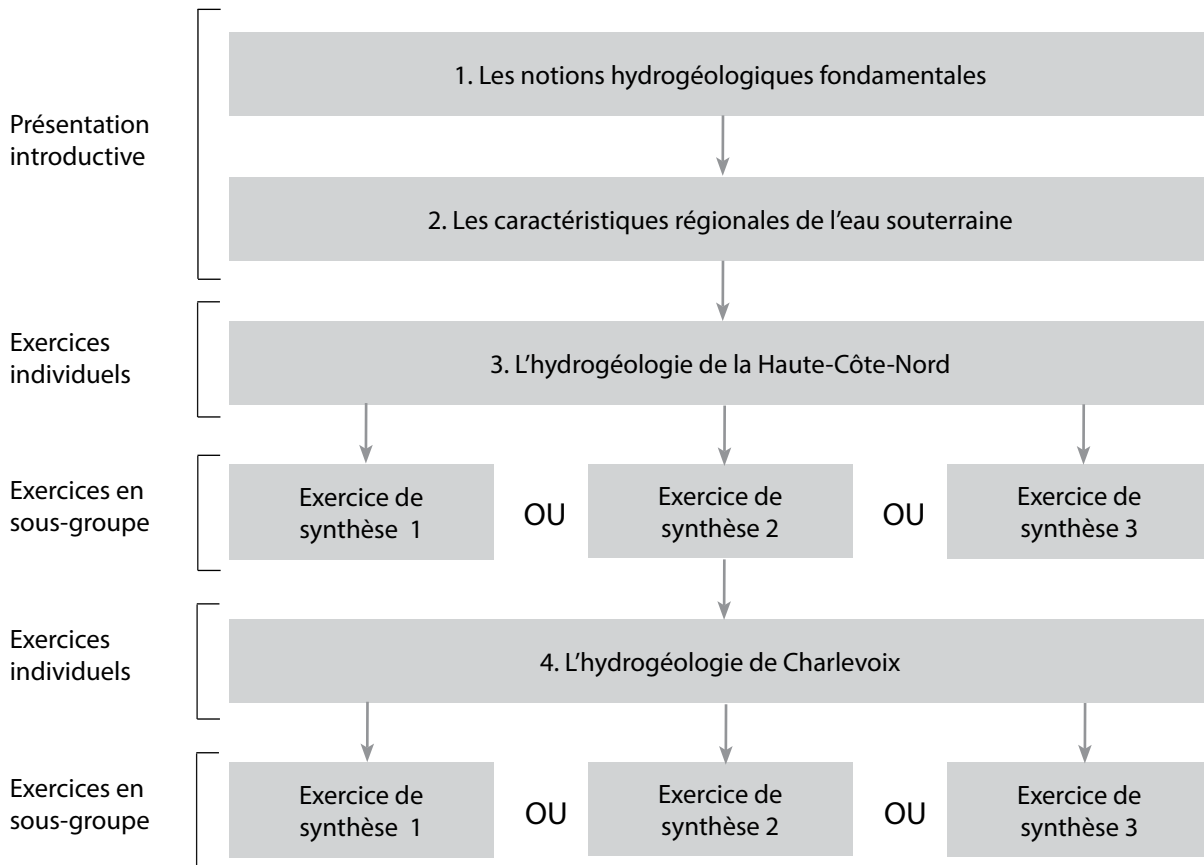 1. Les notions hydrogéologiques fondamentales
Présentation
introductive
2. Les caractéristiques régionales de l'eau souterraine
Exercices
individuels
3. L'hydrogéologie de la Haute-Côte-Nord
Exercices en
sous-groupe
Exercice de
synthèse 1
OU
Exercice de
synthèse 2
OU
Exercice de
synthèse 3
Exercices
individuels
4. L'hydrogéologie de Charlevoix
Exercices en
sous-groupe
Exercice de
synthèse 1
OU
Exercice de
synthèse 2
OU
Exercice de
synthèse 3